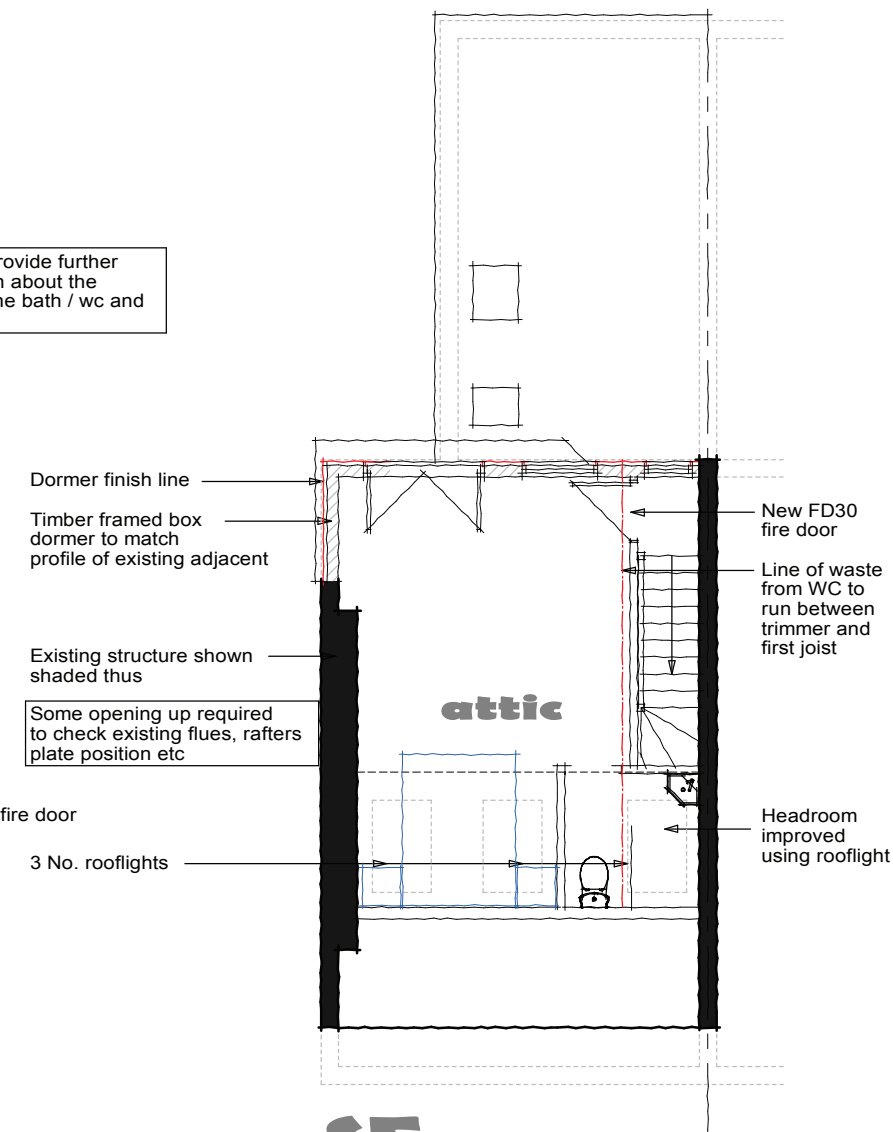 rovide further
about the
ne bath / wc and
Dormer finish line
Timber framed box
dormer to match
profile of existing adjacent
New FD30
fire door
Line of waste
from WC to
run between
trimmer and
first joist
Existing structure shown
shaded thus
Some opening up required
to check existing flues, rafters
plate position etc
attic
fire door
3 No. rooflights
Headroom
improved
using rooflight